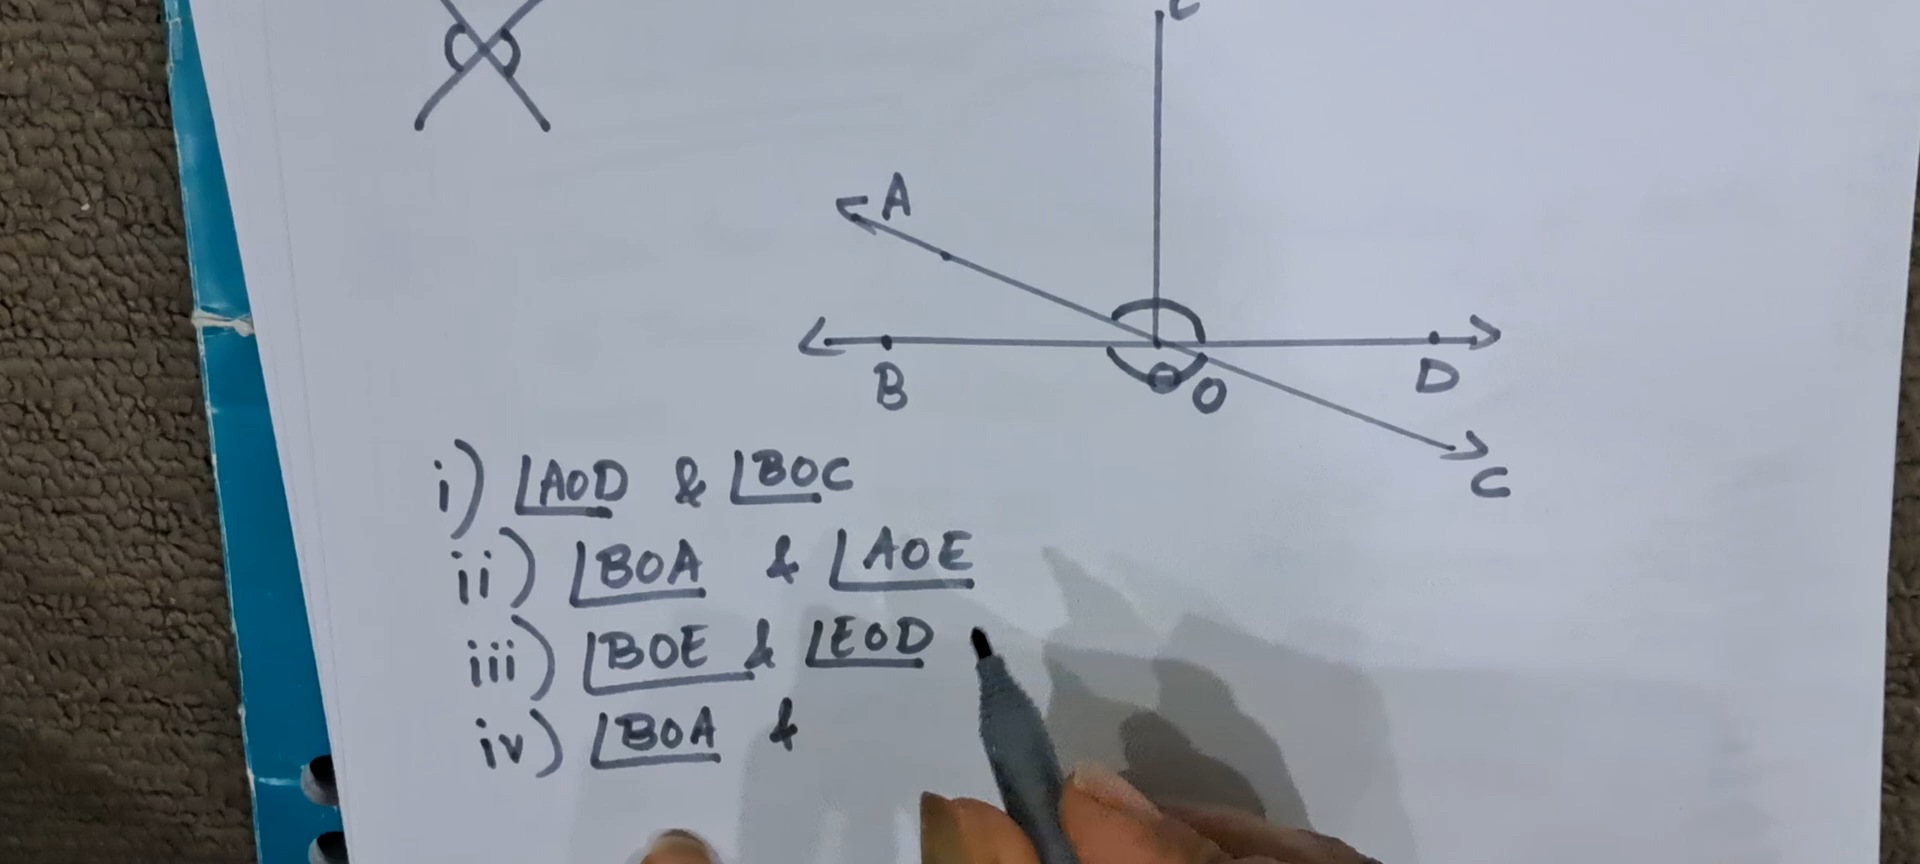 A
B
O
D
C
i) ∠AOD & ∠BOC
ii) ∠BOA & ∠AOE
iii) ∠BOE & ∠EOD
iv) ∠BOA &